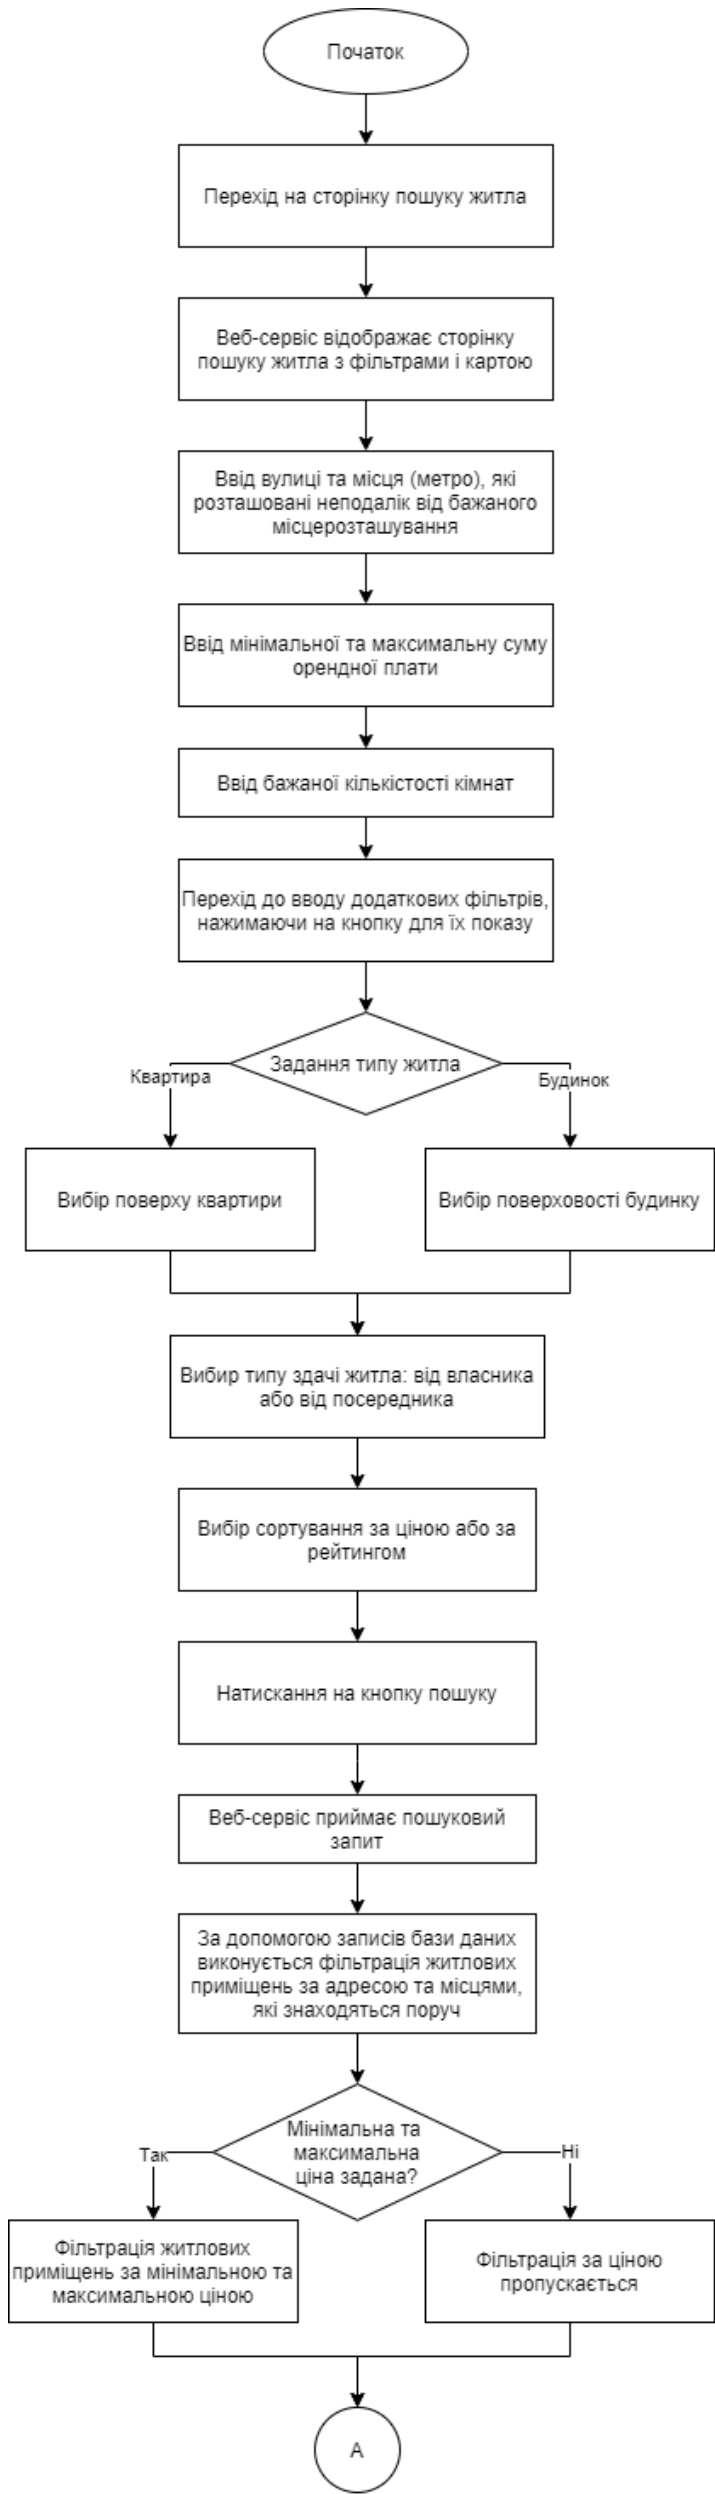 Початок
Перехід на сторінку пошуку житла
Веб-сервіс відображає сторінку
пошуку житла з фільтрами і картою
Ввід вулиці та місця (метро), які
розташовані неподалік від бажаного
місцерозташування
Ввід мінімальної та максимальну суму
орендної плати
Ввід бажаної кількістості кімнат
Перехід до вводу додаткових фільтрів,
нажимаючи на кнопку для їх показу
Задання типу житла
Квартира
Будинок
Вибір поверху квартири
Вибір поверховості будинку
Вибир типу здачі житла: від власника
або від посередника
Вибір сортування за ціною або за
рейтингом
Натискання на кнопку пошуку
Веб-сервіс приймає пошуковий
запит
За допомогою записів бази даних
виконується фільтрація житлових
приміщень за адресою та місцями,
які знаходяться поруч
Мінімальна та
максимальна
ціна задана?
Так
Ні
Фільтрація житлових
приміщень за мінімальною та
максимальною ціною
Фільтрація за ціною
пропускається
А